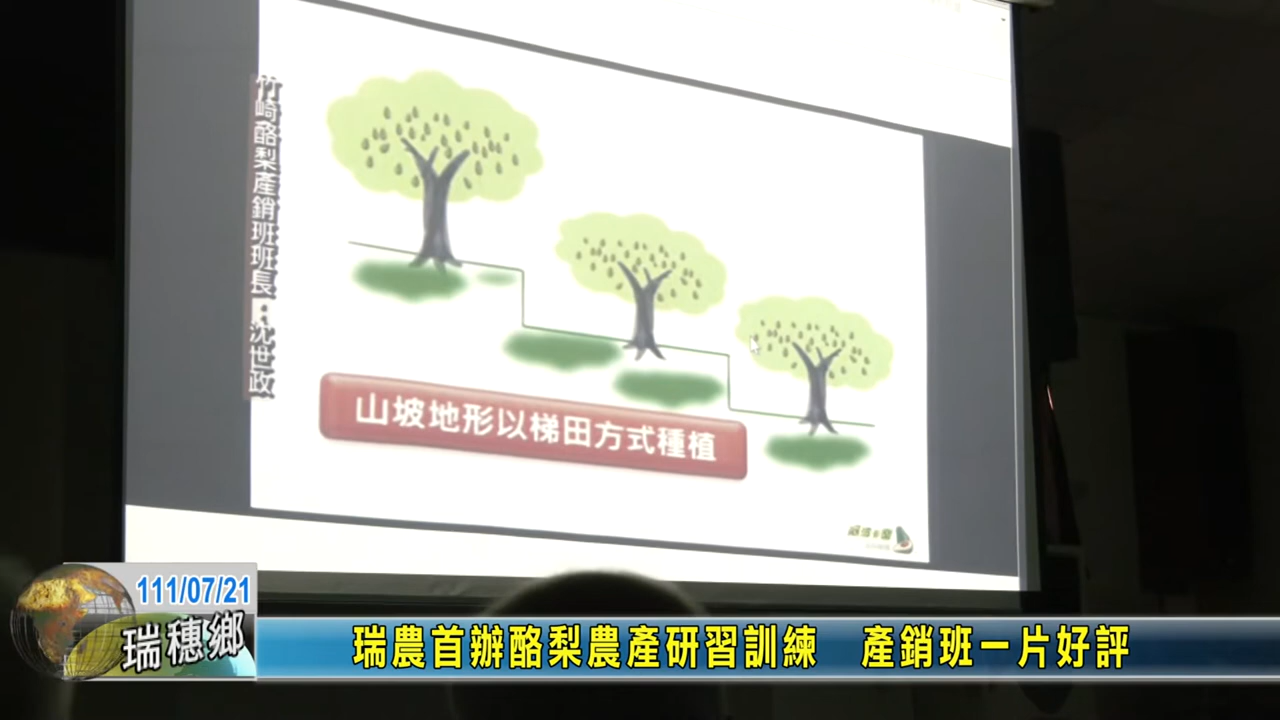 竹崎酪梨產銷班班長：沈世政
山坡地形以梯田方式種植
111/07/21
瑞穗鄉
瑞農首辦酪梨農產研習訓練　產銷班一片好評